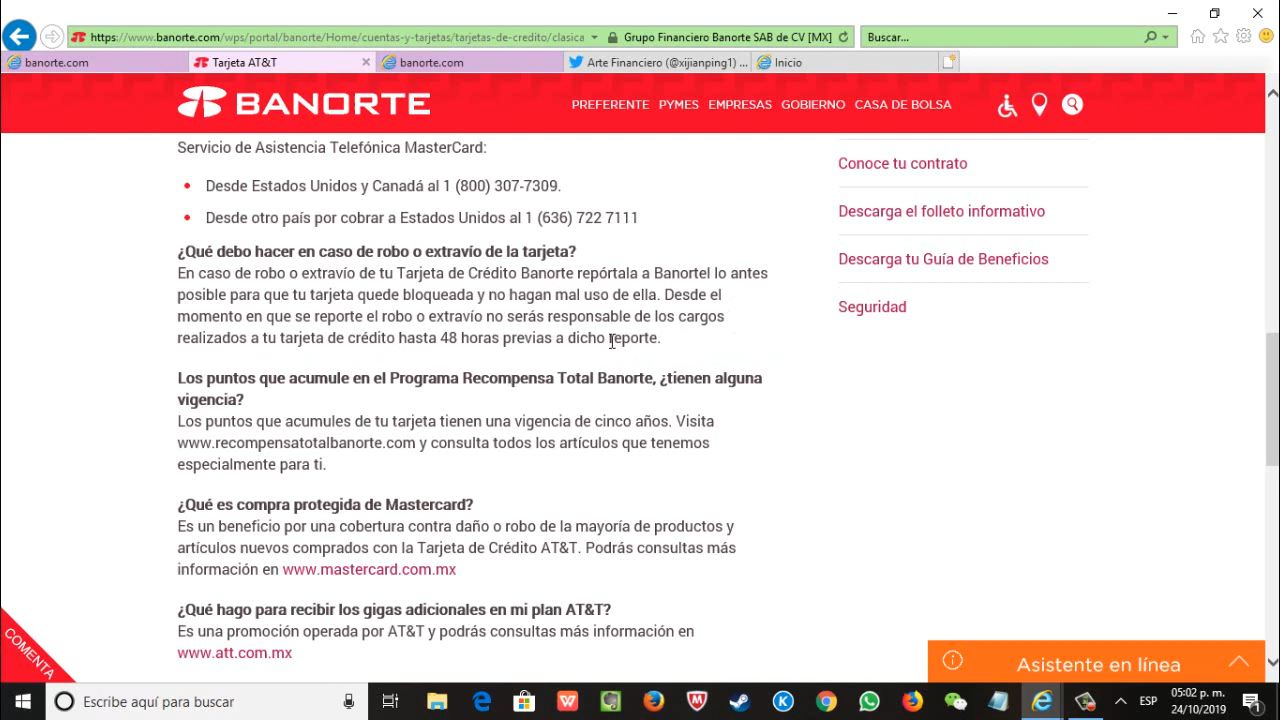 https://www.banorte.com/wps/portal/banorte/Home/cuentas-y-tarjetas/tarjetas-de-credito/clasica
Grupo Financiero Banorte SAB de CV [MX]
Buscar...
banorte.com
Tarjeta AT&T
banorte.com
Arte Financiero (@xijianping1) ...
Inicio
BANORTE
PREFERENTE PYMES EMPRESAS GOBIERNO CASA DE BOLSA
Servicio de Asistencia Telefónica MasterCard:
Desde Estados Unidos y Canadá al 1 (800) 307-7309.
Desde otro país por cobrar a Estados Unidos al 1 (636) 722 7111
¿Qué debo hacer en caso de robo o extravío de la tarjeta?
En caso de robo o extravío de tu Tarjeta de Crédito Banorte repórtala a Banortel lo antes
posible para que tu tarjeta quede bloqueada y no hagan mal uso de ella. Desde el
momento en que se reporte el robo o extravío no serás responsable de los cargos
realizados a tu tarjeta de crédito hasta 48 horas previas a dicho reporte.
Los puntos que acumule en el Programa Recompensa Total Banorte, ¿tienen alguna
vigencia?
Los puntos que acumules de tu tarjeta tienen una vigencia de cinco años. Visita
www.recompensatotalbanorte.com y consulta todos los artículos que tenemos
especialmente para ti.
¿Qué es compra protegida de Mastercard?
Es un beneficio por una cobertura contra daño o robo de la mayoría de productos y
artículos nuevos comprados con la Tarjeta de Crédito AT&T. Podrás consultas más
información en www.mastercard.com.mx
¿Qué hago para recibir los gigas adicionales en mi plan AT&T?
Es una promoción operada por AT&T y podrás consultas más información en
www.att.com.mx
Conoce tu contrato
Descarga el folleto informativo
Descarga tu Guía de Beneficios
Seguridad
COMENTA
Asistente en línea
Escribe aquí para buscar
ESP
05:02 p. m.
24/10/2019
1